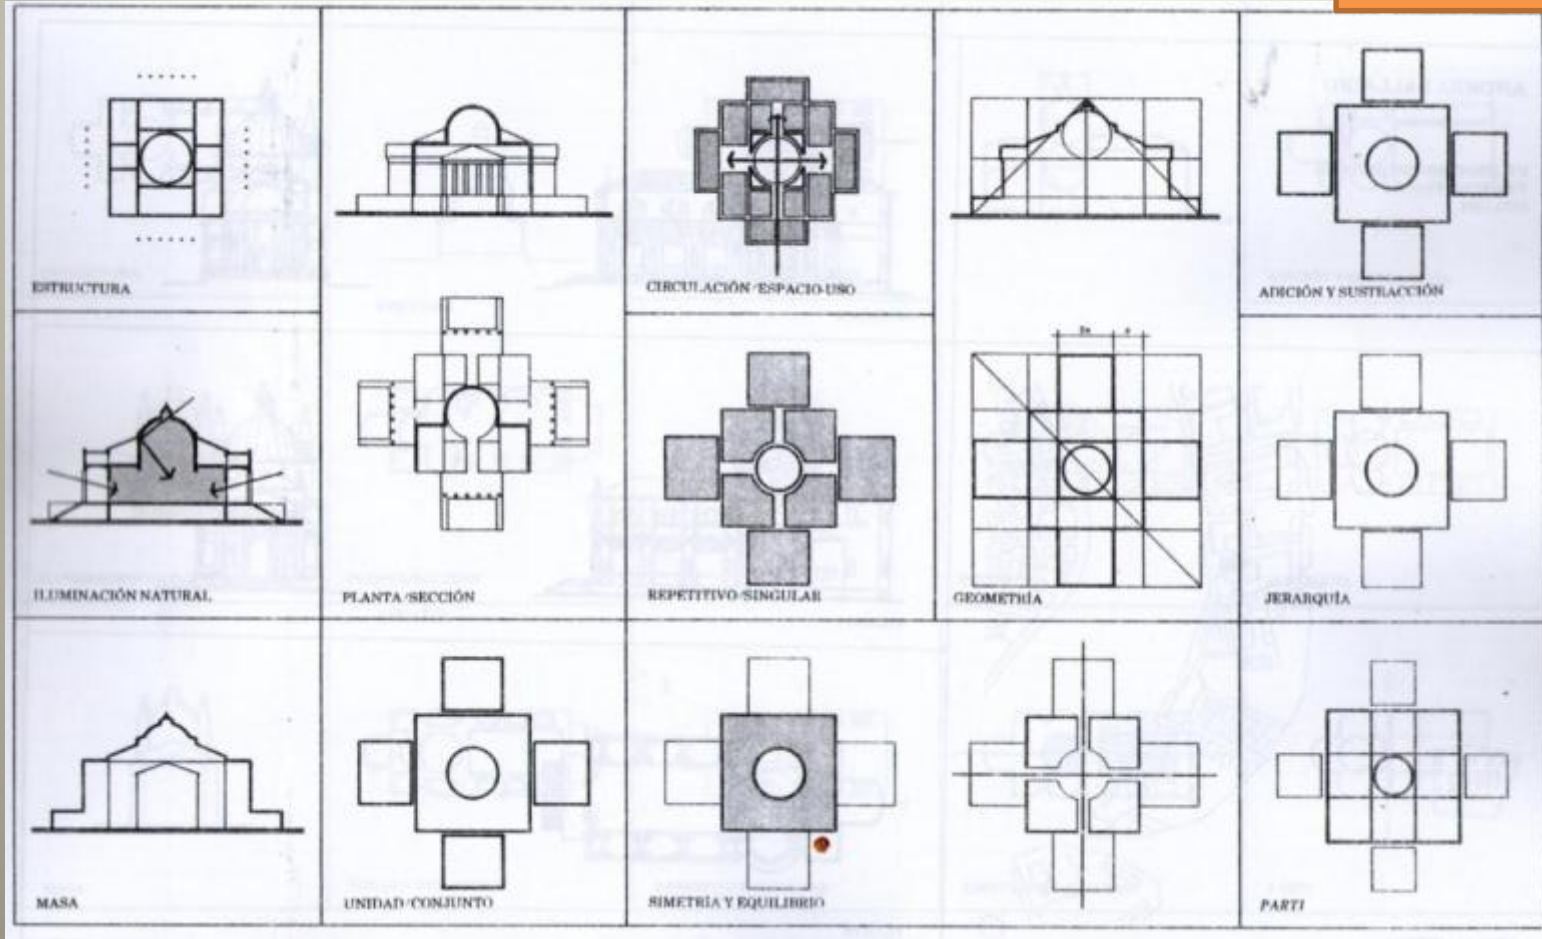 ESTRUCTURA
CIRCULACIÓN/ESPACIO-USO
ADICIÓN Y SUSTRACCIÓN
ILUMINACIÓN NATURAL
PLANTA/SECCIÓN
REPETITIVO/SINGULAR
GEOMETRÍA
JERARQUÍA
MASA
UNIDAD/CONJUNTO
SIMETRÍA Y EQUILIBRIO
PARTI